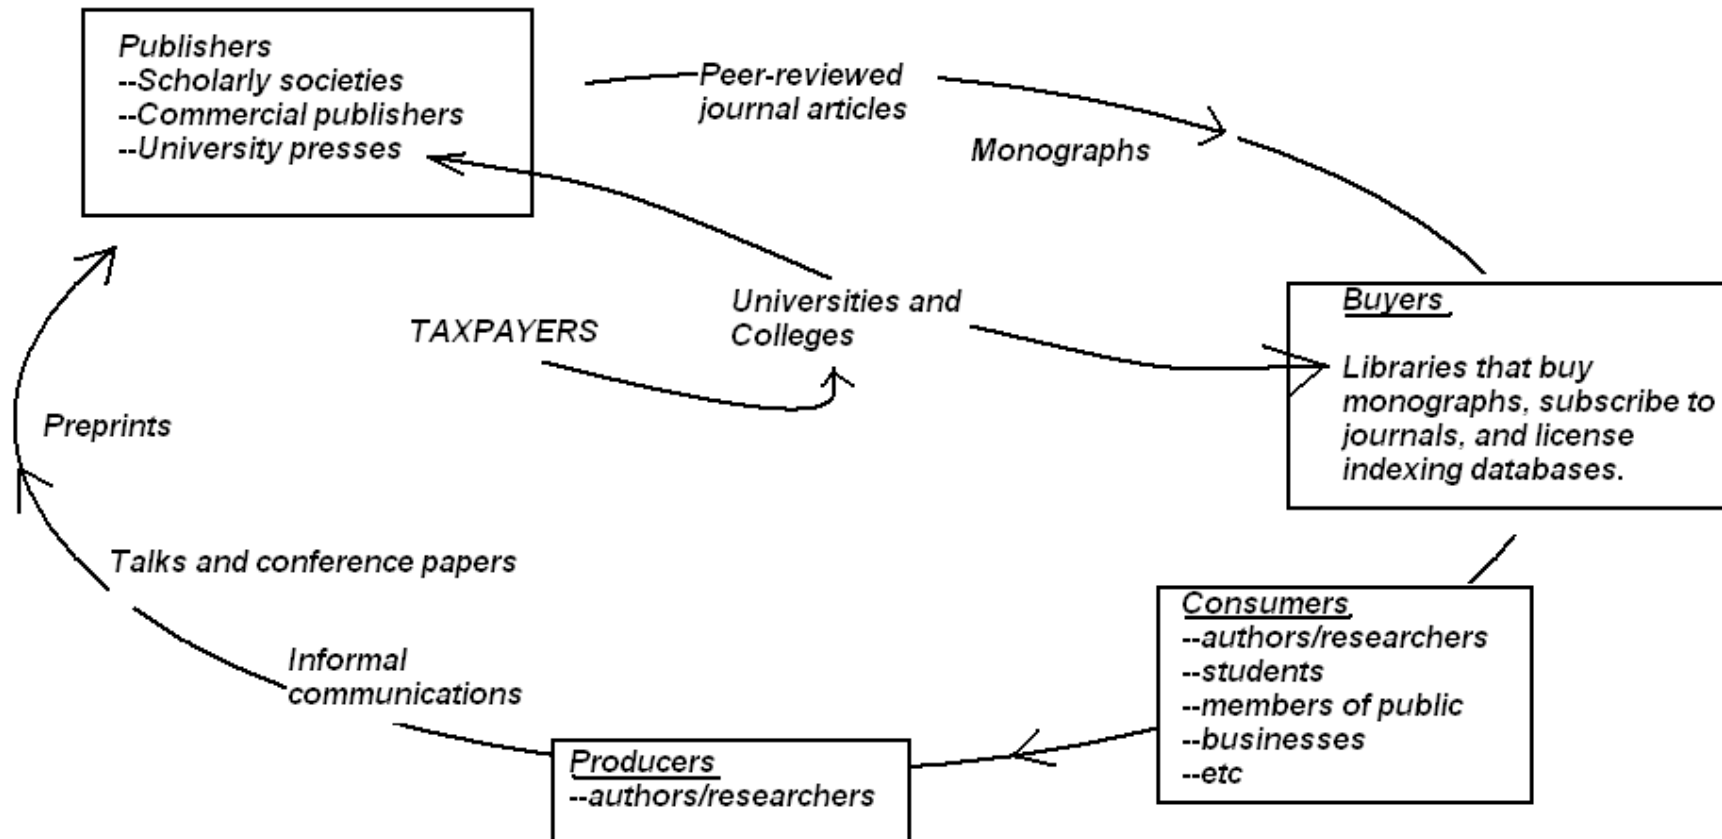 Publishers
--Scholarly societies
--Commercial publishers
--University presses
Peer-reviewed
journal articles
Monographs
Universities and
Colleges
TAXPAYERS
Buyers
Libraries that buy
monographs, subscribe to
journals, and license
indexing databases.
Preprints
Talks and conference papers
Informal
communications
Consumers
--authors/researchers
--students
--members of public
--businesses
--etc
Producers
--authors/researchers